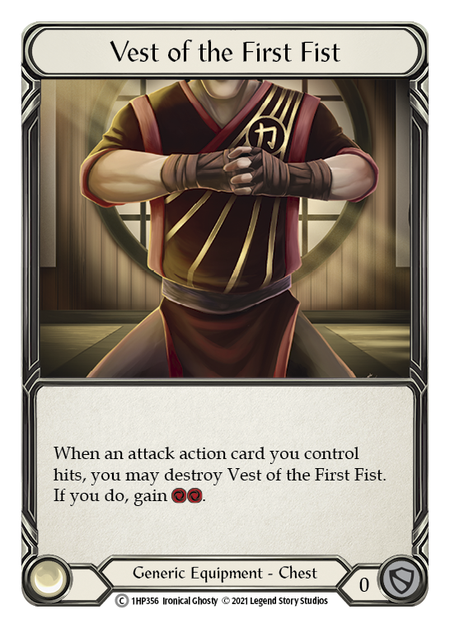 Vest of the First Fist
力
When an attack action card you control
hits, you may destroy Vest of the First Fist.
If you do, gain .
Generic Equipment - Chest
0
C 1HP356 Ironical Ghosty © 2021 Legend Story Studios